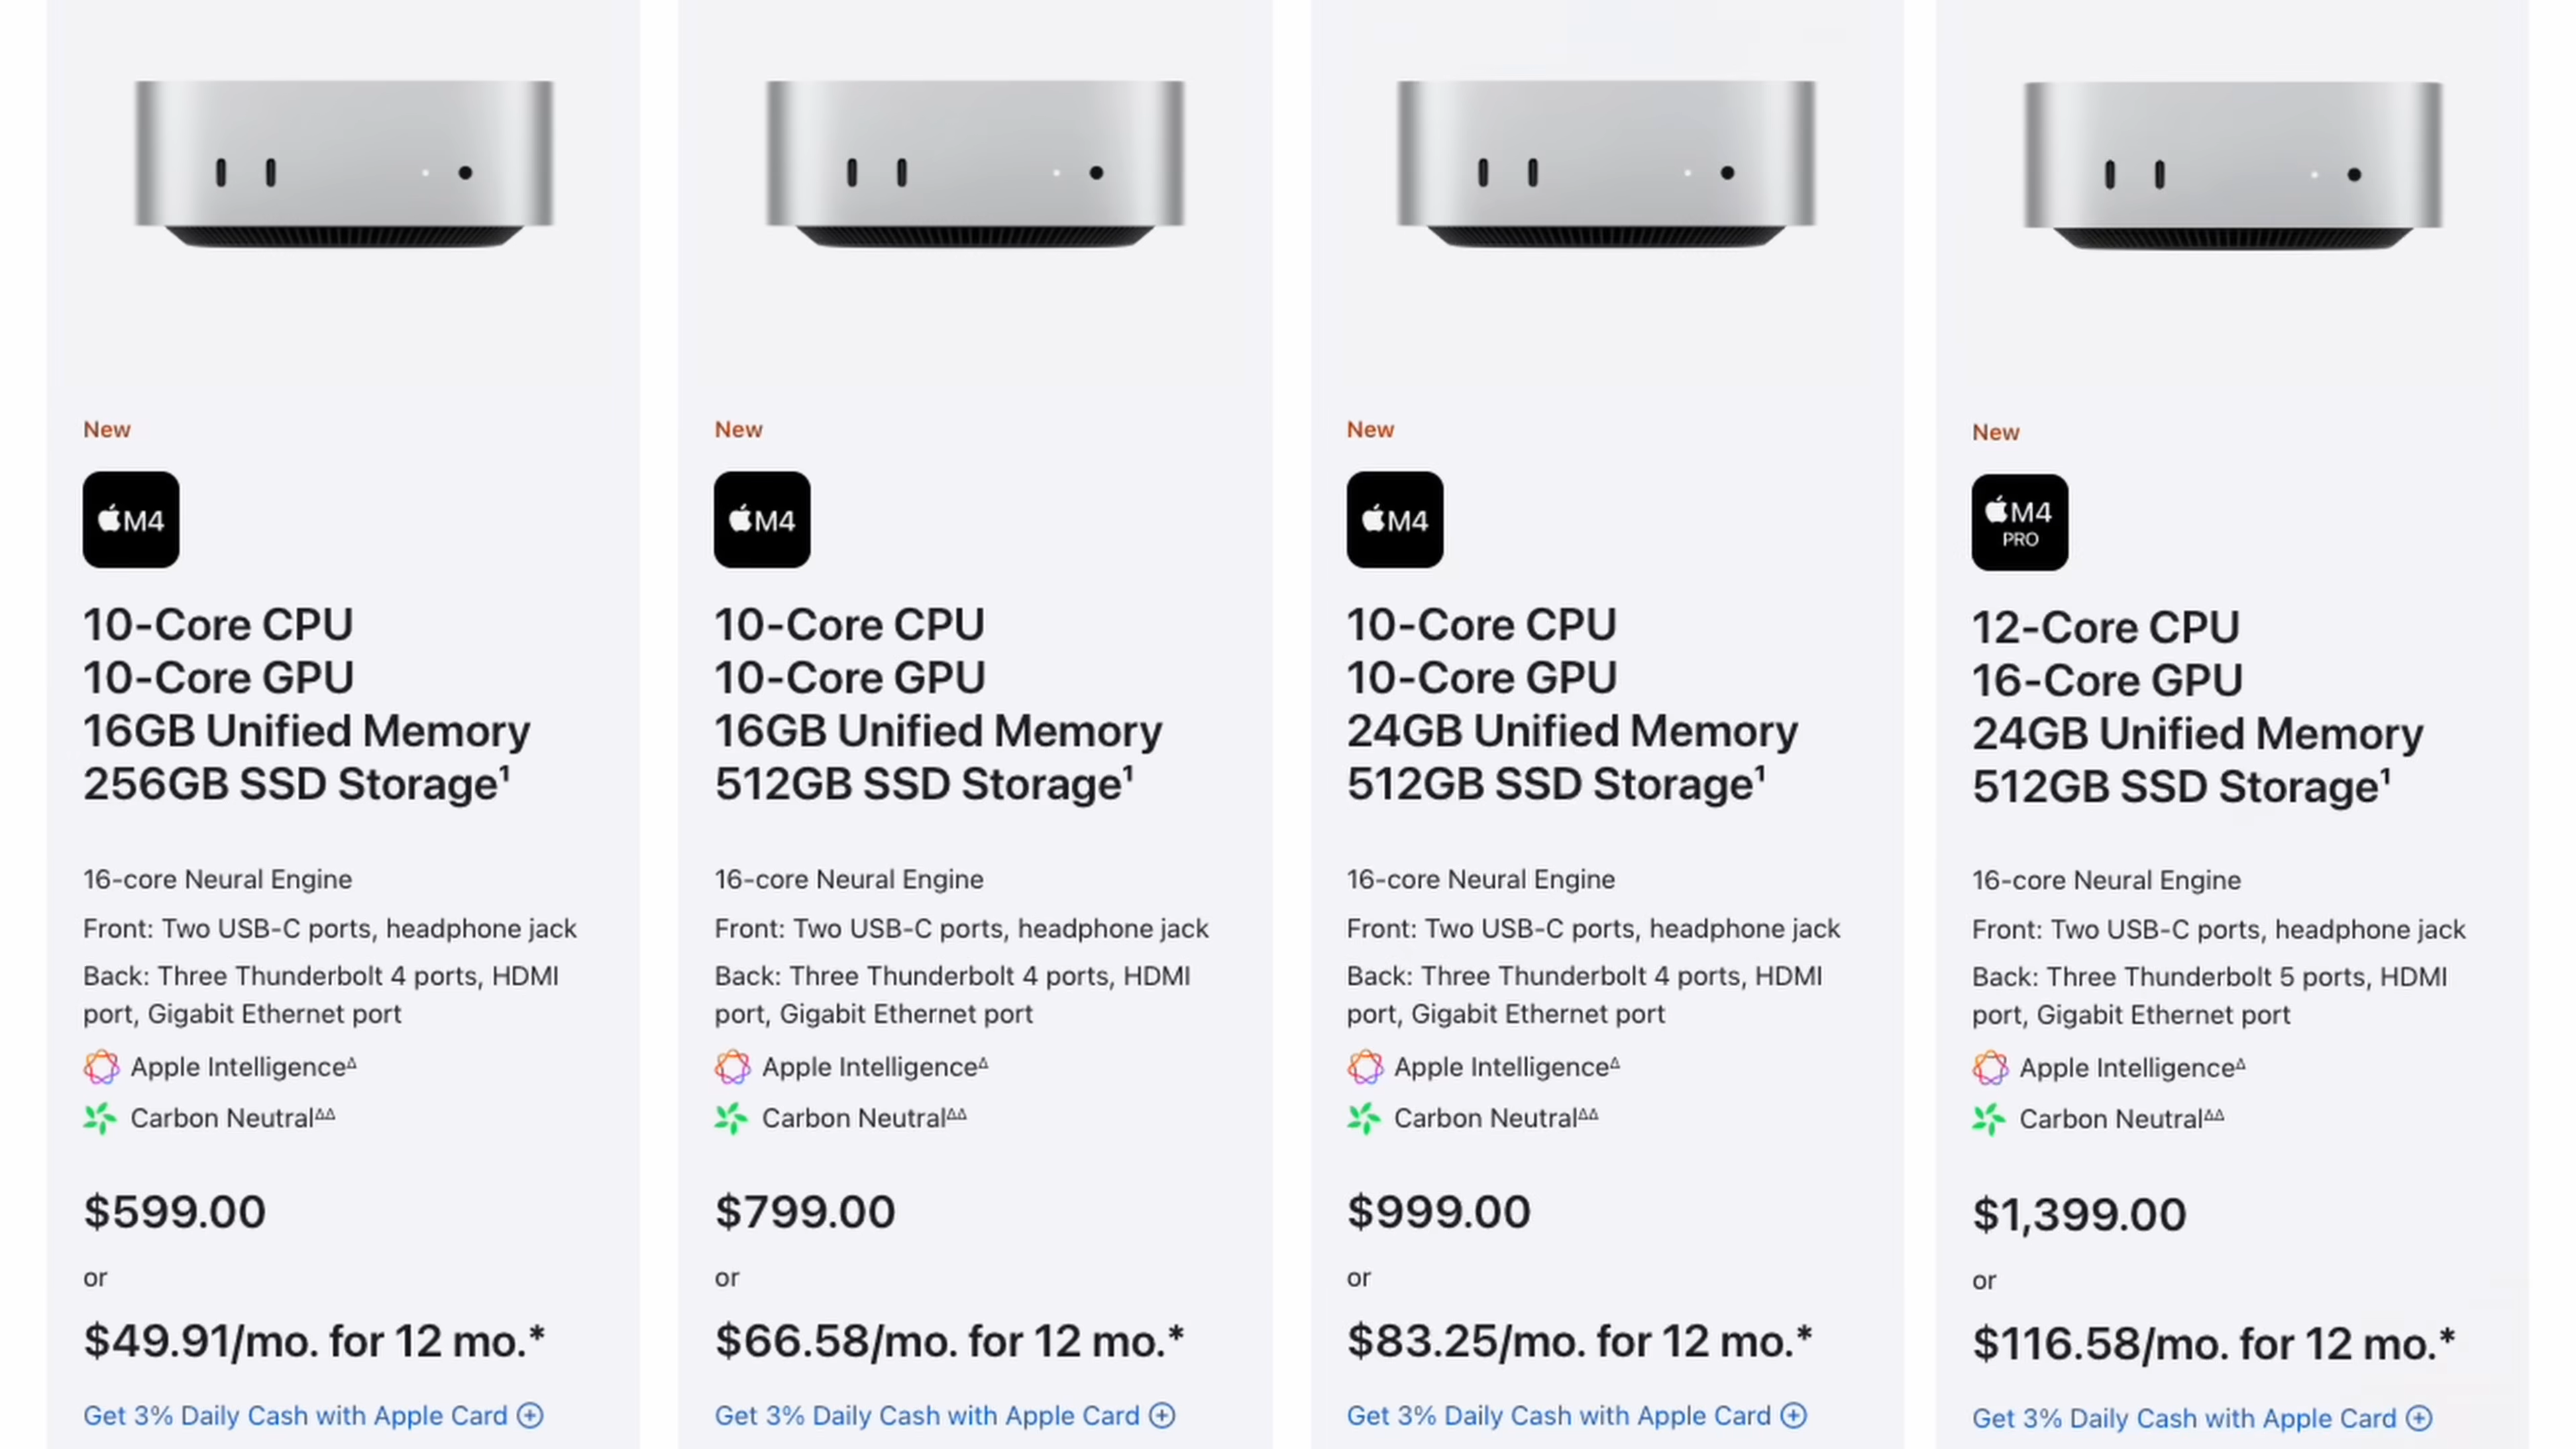 New
M4
10-Core CPU
10-Core GPU
16GB Unified Memory
256GB SSD Storage¹
16-core Neural Engine
Front: Two USB-C ports, headphone jack
Back: Three Thunderbolt 4 ports, HDMI
port, Gigabit Ethernet port
Apple Intelligence∆
Carbon Neutral∆∆
$599.00
or
$49.91/mo. for 12 mo.*
Get 3% Daily Cash with Apple Card
New
M4
10-Core CPU
10-Core GPU
16GB Unified Memory
512GB SSD Storage¹
16-core Neural Engine
Front: Two USB-C ports, headphone jack
Back: Three Thunderbolt 4 ports, HDMI
port, Gigabit Ethernet port
Apple Intelligence∆
Carbon Neutral∆∆
$799.00
or
$66.58/mo. for 12 mo.*
Get 3% Daily Cash with Apple Card
New
M4
10-Core CPU
10-Core GPU
24GB Unified Memory
512GB SSD Storage¹
16-core Neural Engine
Front: Two USB-C ports, headphone jack
Back: Three Thunderbolt 4 ports, HDMI
port, Gigabit Ethernet port
Apple Intelligence∆
Carbon Neutral∆∆
$999.00
or
$83.25/mo. for 12 mo.*
Get 3% Daily Cash with Apple Card
New
M4
PRO
12-Core CPU
16-Core GPU
24GB Unified Memory
512GB SSD Storage¹
16-core Neural Engine
Front: Two USB-C ports, headphone jack
Back: Three Thunderbolt 5 ports, HDMI
port, Gigabit Ethernet port
Apple Intelligence∆
Carbon Neutral∆∆
$1,399.00
or
$116.58/mo. for 12 mo.*
Get 3% Daily Cash with Apple Card